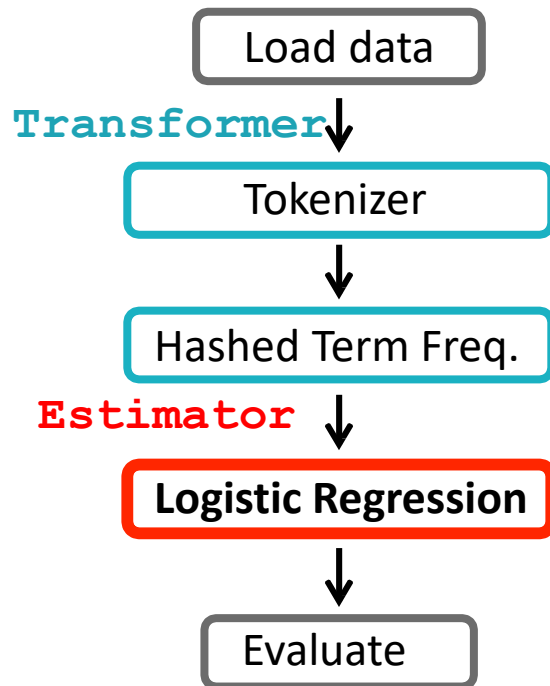 Load data
Transformer
Tokenizer
Hashed Term Freq.
Estimator
Logistic Regression
Evaluate